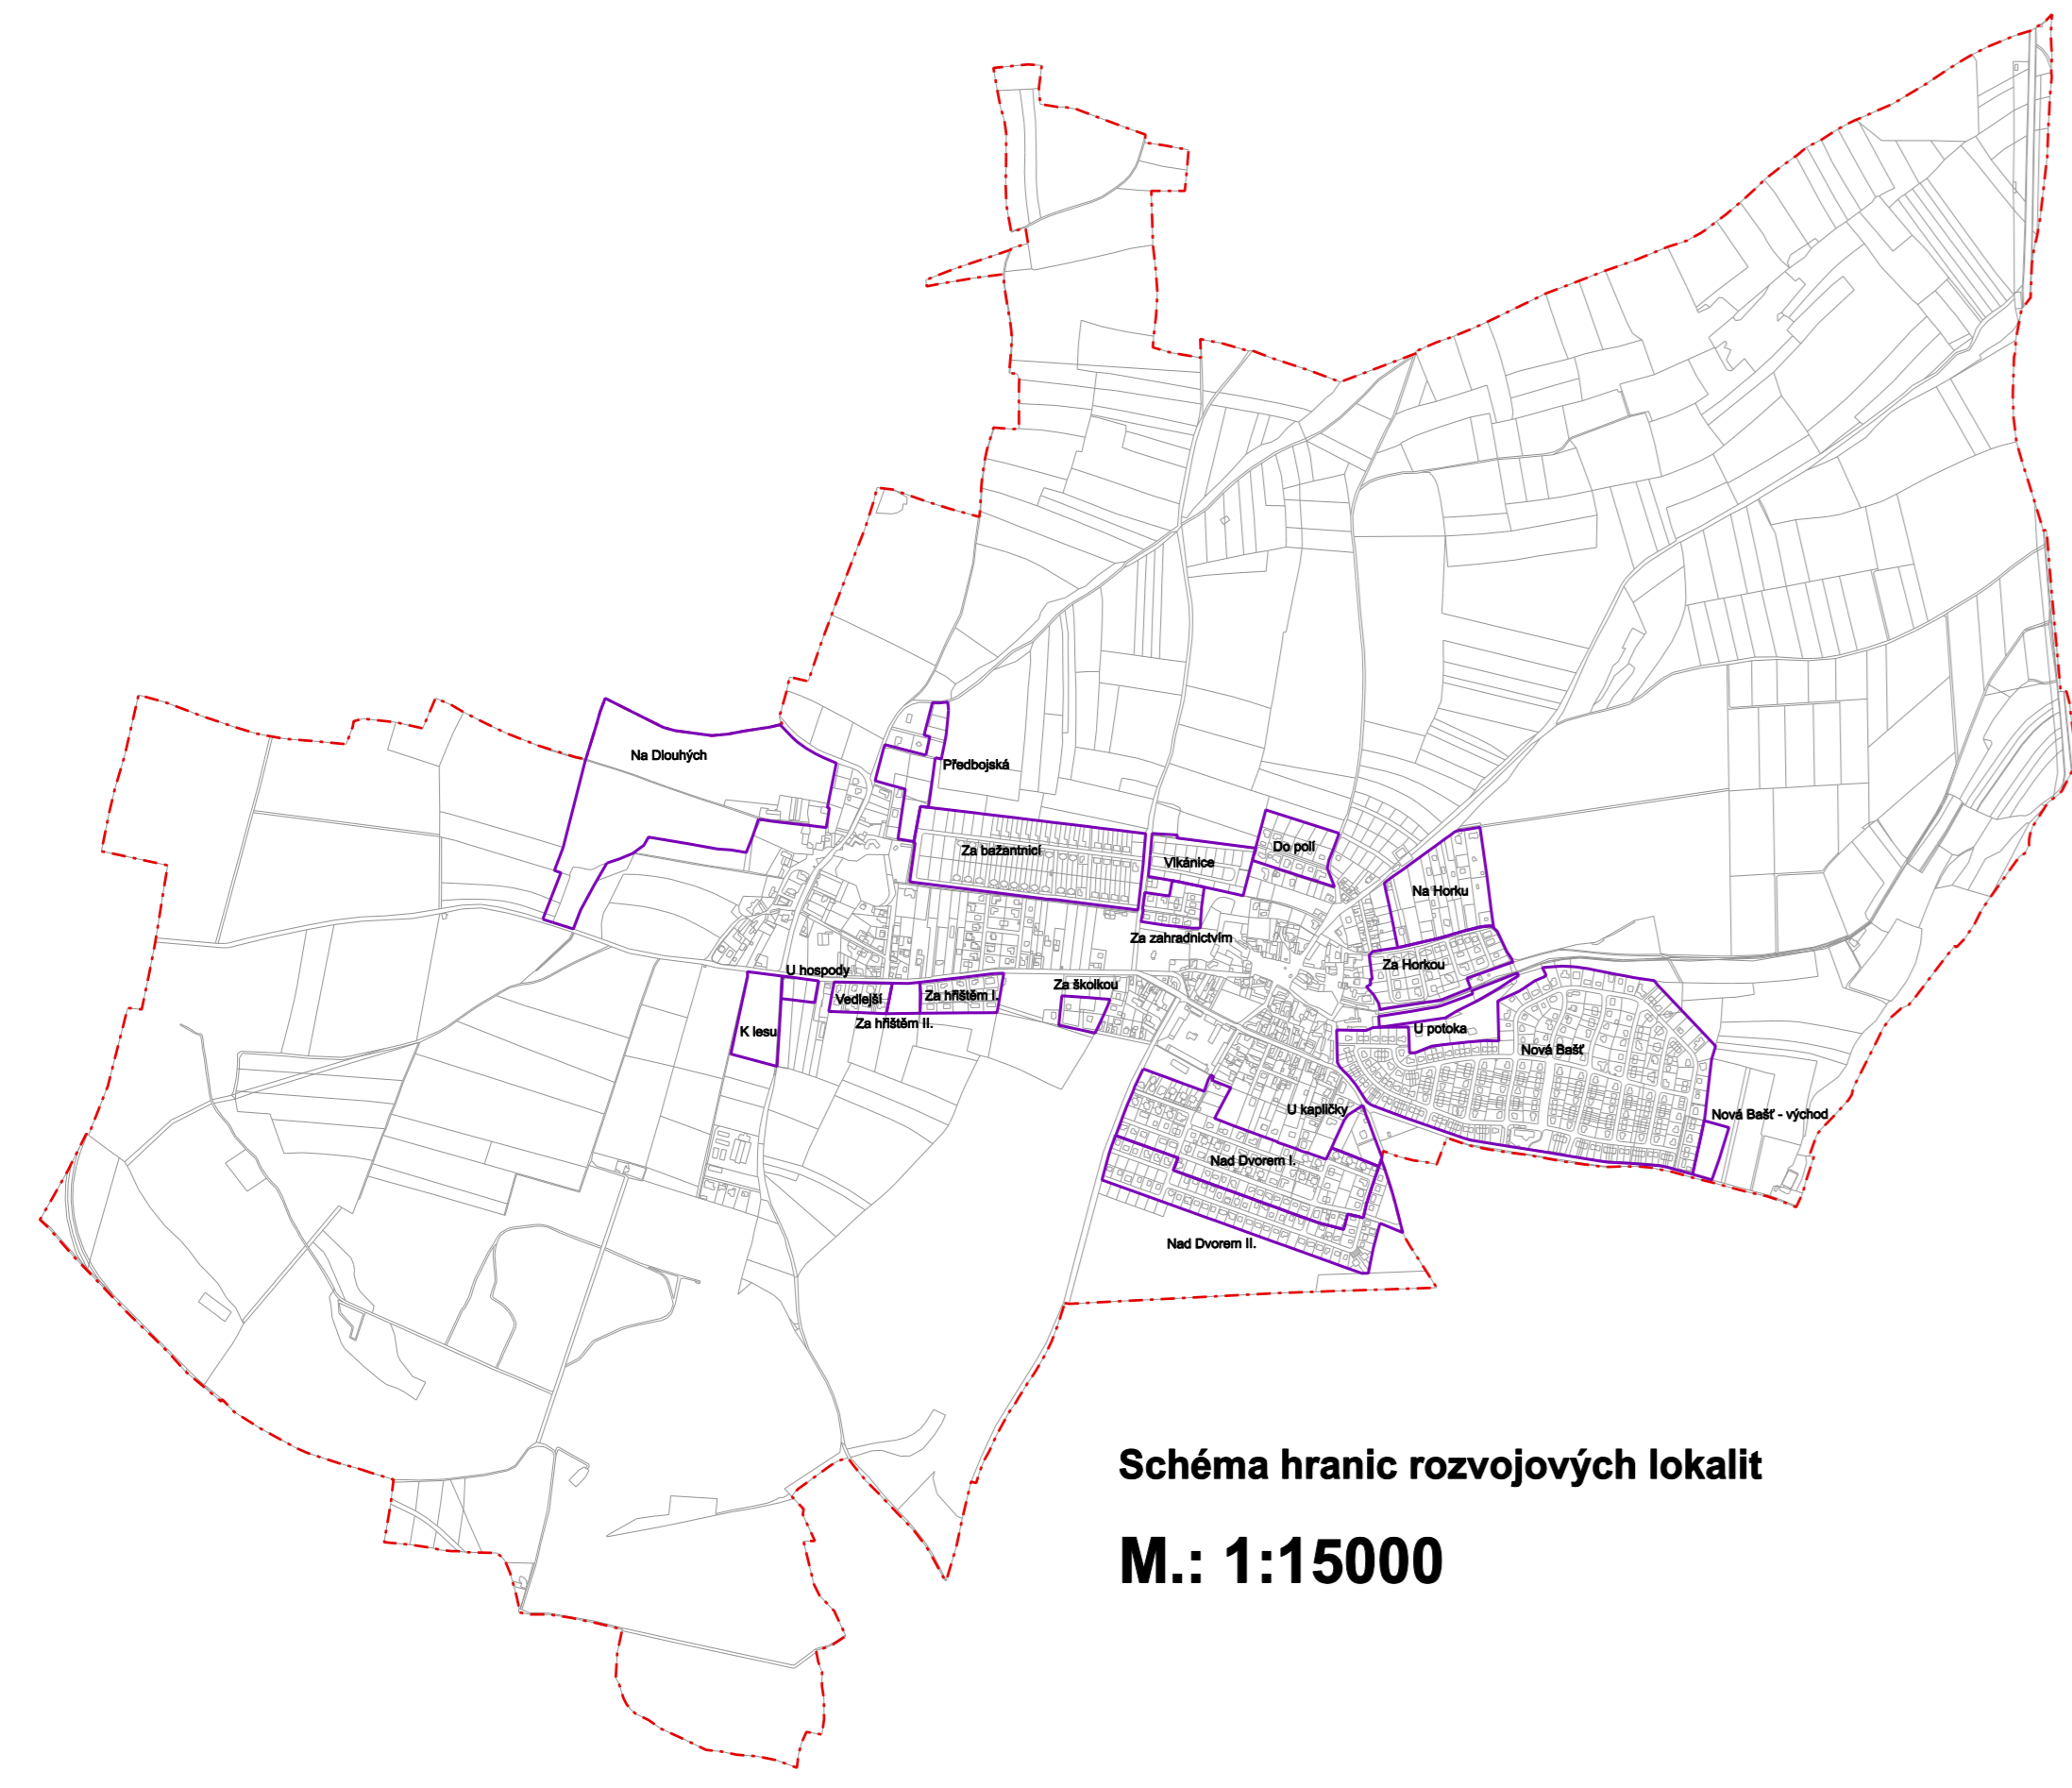 Na Dlouhých
Předbojská
Za bažantnicí
Vlkánice
Do polí
Na Horku
Za zahradnictvím
Za Horkou
U hospody
Vedlejší
Za hřištěm I.
Za školkou
K lesu
Za hřištěm II.
U potoka
Nová Bašť
U kapličky
Nová Bašť - východ
Nad Dvorem I.
Nad Dvorem II.
Schéma hranic rozvojových lokalit
M.: 1:15000